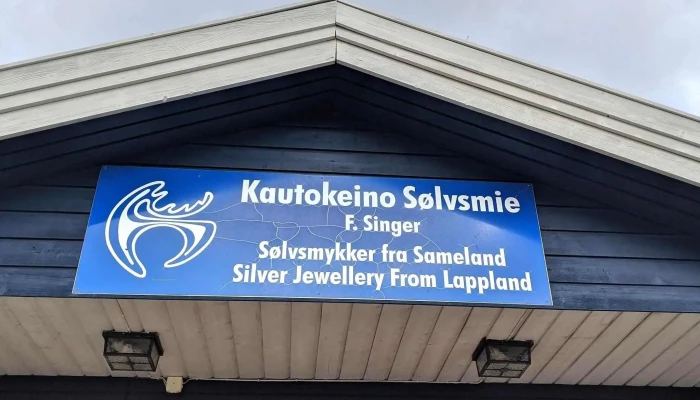 Kautokeino Sølvsmie
F. Singer
Sølvsmykker fra Sameland
Silver Jewellery From Lappland